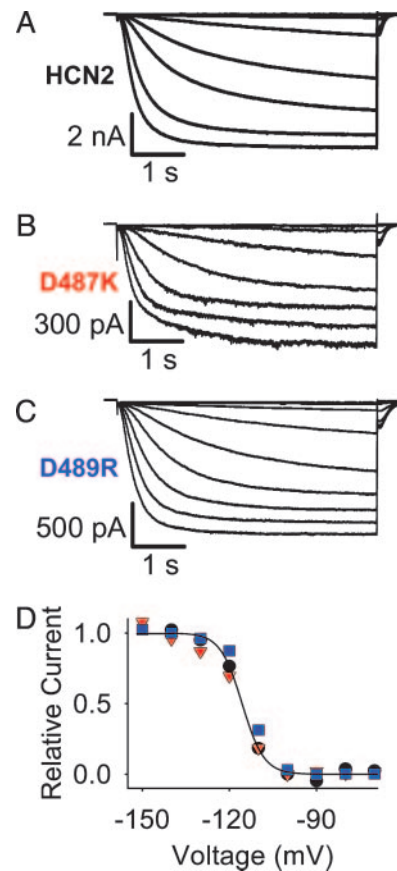 A
HCN2
2 nA
1 s
B
D487K
300 pA
1 s
C
D489R
500 pA
1 s
D
Relative Current
1.0
0.5
0.0
-150 -120 -90
Voltage (mV)